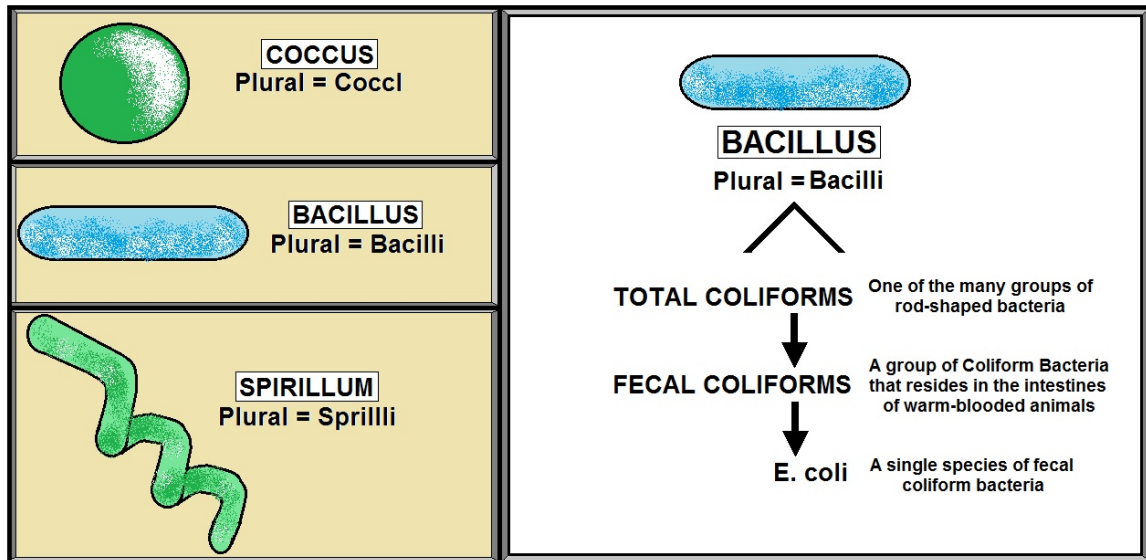 COCCUS
Plural = Coccl
BACILLUS
Plural = Bacilli
SPIRILLUM
Plural = Sprillli
BACILLUS
Plural = Bacilli
TOTAL COLIFORMS
One of the many groups of
rod-shaped bacteria
FECAL COLIFORMS
A group of Coliform Bacteria
that resides in the intestines
of warm-blooded animals
E. coli
A single species of fecal
coliform bacteria